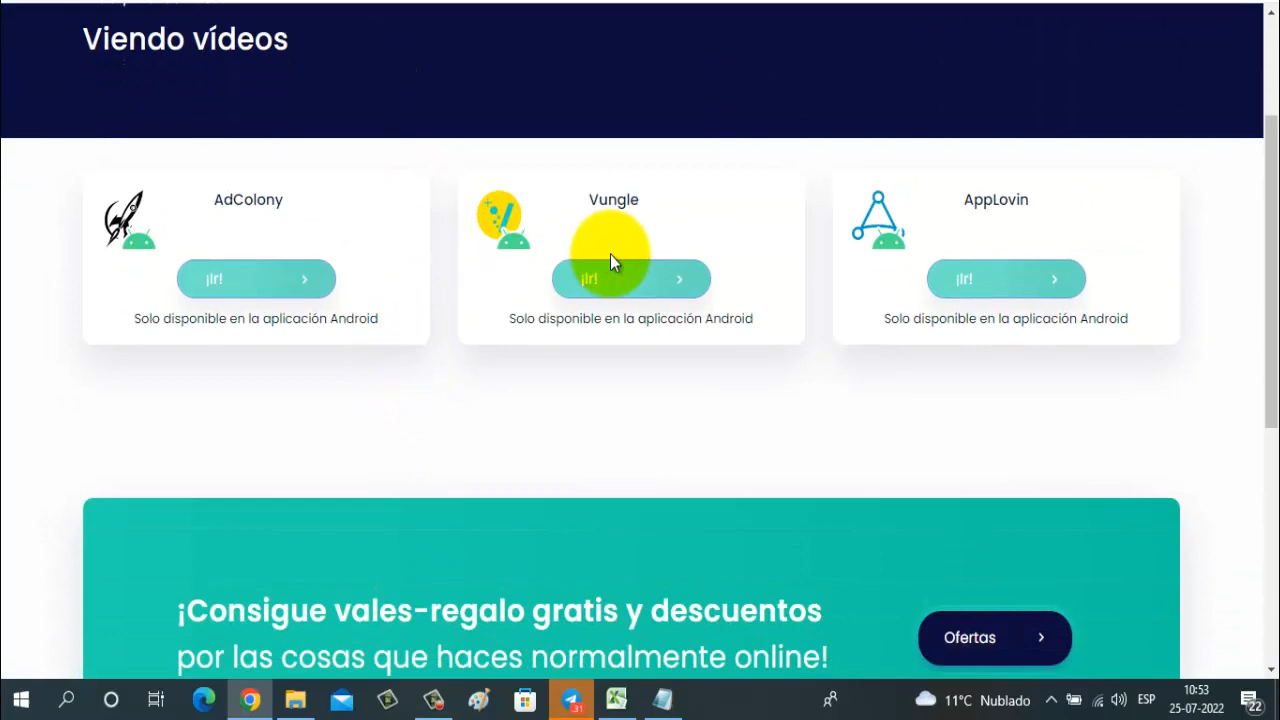 Viendo vídeos
AdColony
¡Ir!
Solo disponible en la aplicación Android
Vungle
¡Ir!
Solo disponible en la aplicación Android
AppLovin
¡Ir!
Solo disponible en la aplicación Android
¡Consigue vales-regalo gratis y descuentos
por las cosas que haces normalmente online!
Ofertas
31
11°C Nublado
ESP
10:53
25-07-2022
22